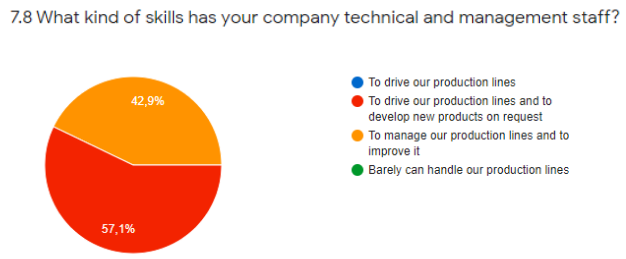 7.8 What kind of skills has your company technical and management staff?
42,9%
57,1%
To drive our production lines
To drive our production lines and to
develop new products on request
To manage our production lines and to
improve it
Barely can handle our production lines